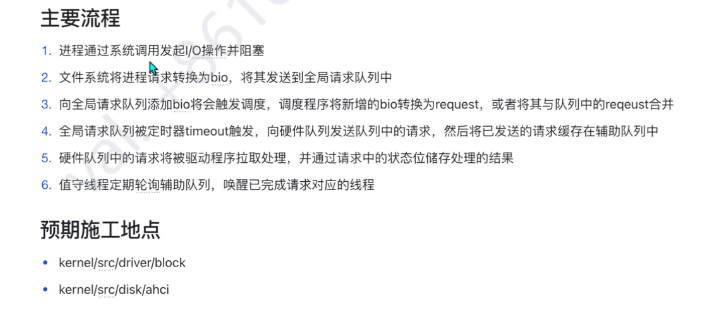 主要流程
1. 进程通过系统调用发起I/O操作并阻塞
2. 文件系统将进程请求转换为bio，将其发送到全局请求队列中
3. 向全局请求队列添加bio将会触发调度，调度程序将新增的bio转换为request，或者将其与队列中的reqeust合并
4. 全局请求队列被定时器timeout触发，向硬件队列发送队列中的请求，然后将已发送的请求缓存在辅助队列中
5. 硬件队列中的请求将被驱动程序拉取处理，并通过请求中的状态位储存处理的结果
6. 值守线程定期轮询辅助队列，唤醒已完成请求对应的线程
预期施工地点
• kernel/src/driver/block
• kernel/src/disk/ahci